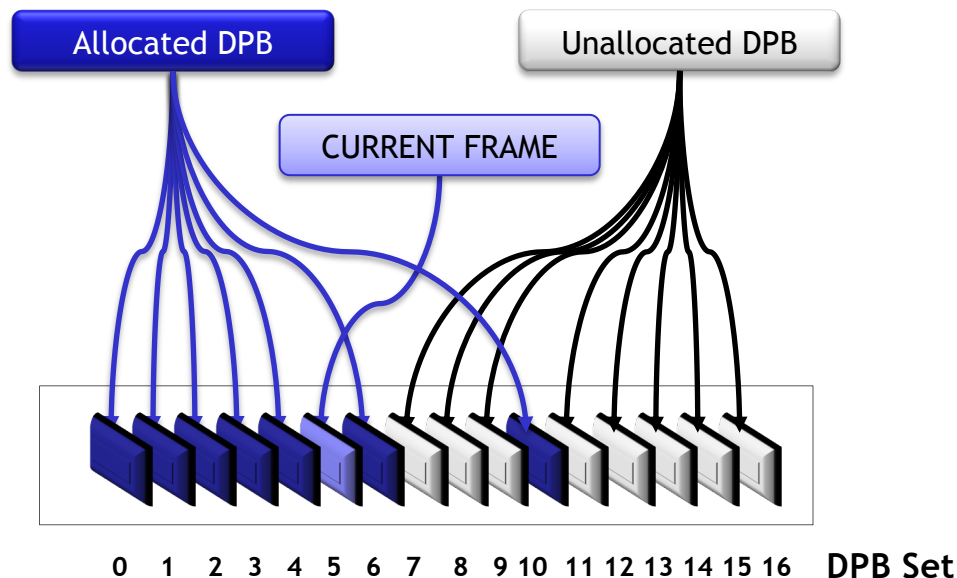 Allocated DPB
Unallocated DPB
CURRENT FRAME
0 1 2 3 4 5 6 7 8 9 10 11 12 13 14 15 16 DPB Set